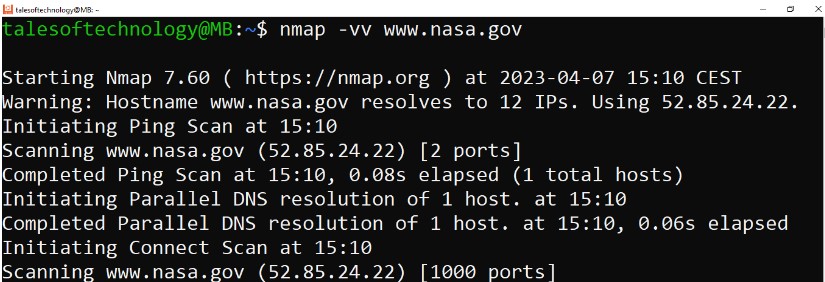 talesoftechnology@MB: ~
talesoftechnology@MB:~$ nmap -vv www.nasa.gov
Starting Nmap 7.60 ( https://nmap.org ) at 2023-04-07 15:10 CEST
Warning: Hostname www.nasa.gov resolves to 12 IPs. Using 52.85.24.22.
Initiating Ping Scan at 15:10
Scanning www.nasa.gov (52.85.24.22) [2 ports]
Completed Ping Scan at 15:10, 0.08s elapsed (1 total hosts)
Initiating Parallel DNS resolution of 1 host. at 15:10
Completed Parallel DNS resolution of 1 host. at 15:10, 0.06s elapsed
Initiating Connect Scan at 15:10
Scanning www.nasa.gov (52.85.24.22) [1000 ports]